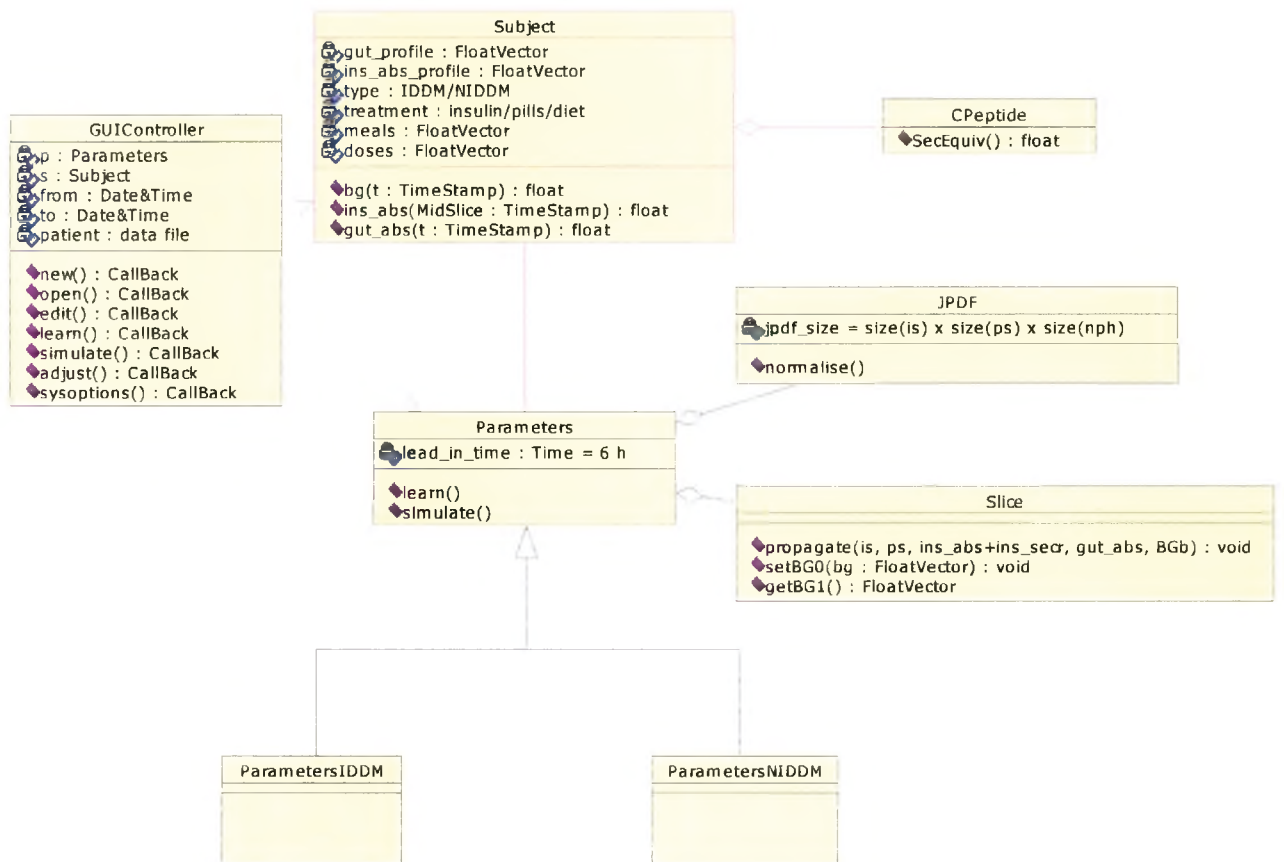 Subject
gut_profile : FloatVector
ins_abs_profile : FloatVector
type : IDDM/NIDDM
treatment : insulin/pills/diet
meals : FloatVector
doses : FloatVector
bg(t : TimeStamp) : float
ins_abs(MidSlice : TimeStamp) : float
gut_abs(t : TimeStamp) : float
GUIController
p : Parameters
s : Subject
from : Date&Time
to : Date&Time
patient : data file
new() : CallBack
open() : CallBack
edit() : CallBack
learn() : CallBack
simulate() : CallBack
adjust() : CallBack
sysoptions() : CallBack
CPeptide
SecEquiv() : float
JPDF
jpdf_size = size(is) x size(ps) x size(nph)
normalise()
Parameters
lead_in_time : Time = 6 h
learn()
simulate()
Slice
propagate(is, ps, ins_abs+ins_secr, gut_abs, BGb) : void
setBG0(bg : FloatVector) : void
getBG1() : FloatVector
ParametersIDDM
ParametersNIDDM